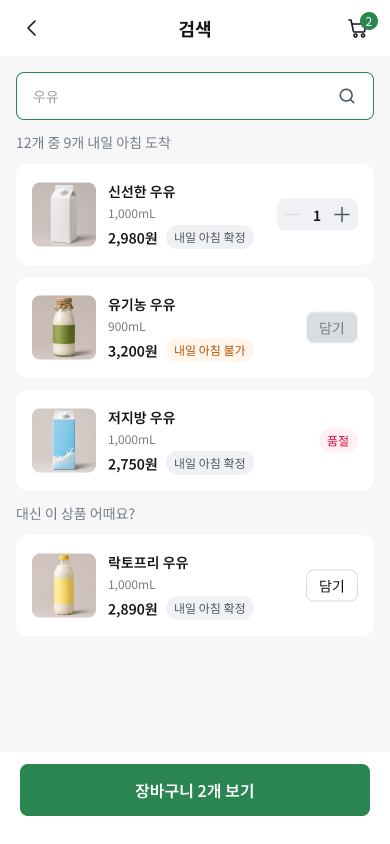 검색
2
우유
12개 중 9개 내일 아침 도착
신선한 우유
1,000mL
2,980원 내일 아침 확정
1
유기농 우유
900mL
3,200원 내일 아침 불가
담기
저지방 우유
1,000mL
2,750원 내일 아침 확정
품절
대신 이 상품 어때요?
락토프리 우유
1,000mL
2,890원 내일 아침 확정
담기
장바구니 2개 보기